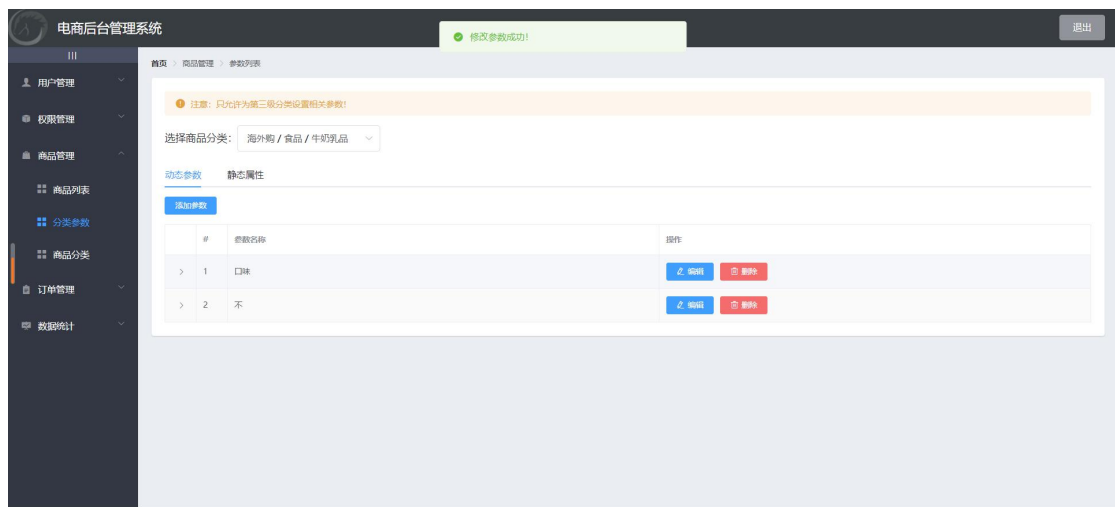 电商后台管理系统
修改参数成功!
退出
首页 > 商品管理 > 参数列表
用户管理
权限管理
商品管理
商品列表
分类参数
商品分类
订单管理
数据统计
注意：只允许为第三级分类设置相关参数!
选择商品分类： 海外购 / 食品 / 牛奶乳品
动态参数 静态属性
添加参数
# 参数名称 操作
1 口味 编辑 删除
2 不 编辑 删除